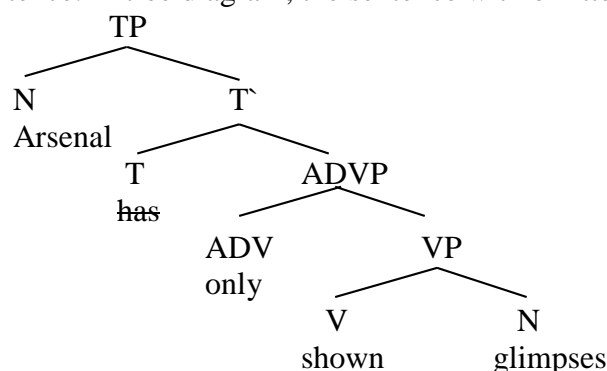 TP
N T`
Arsenal
T ADVP
has
ADV VP
only
V N
shown glimpses